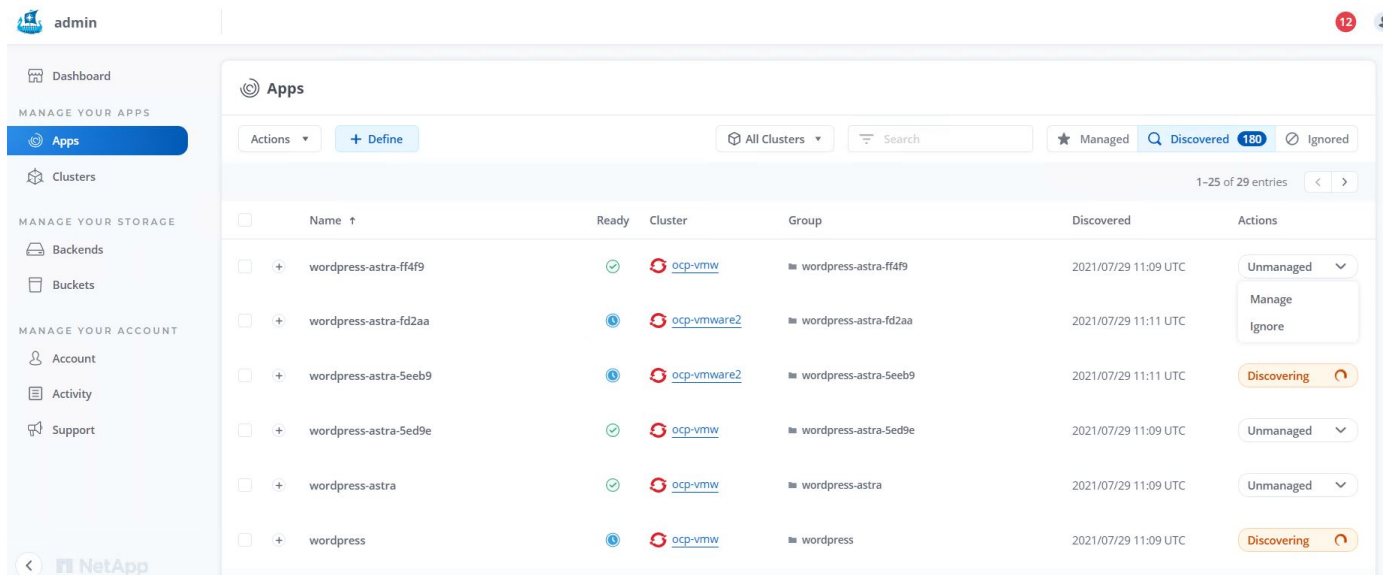 admin
12
Dashboard
MANAGE YOUR APPS
Apps
Clusters
MANAGE YOUR STORAGE
Backends
Buckets
MANAGE YOUR ACCOUNT
Account
Activity
Support
NetApp
Apps
Actions + Define All Clusters Search Managed Discovered 180 Ignored
1–25 of 29 entries < >
Name ↑ Ready Cluster Group Discovered Actions
+ wordpress-astra-ff4f9 ocp-vmw wordpress-astra-ff4f9 2021/07/29 11:09 UTC Unmanaged
Manage
+ wordpress-astra-fd2aa ocp-vmware2 wordpress-astra-fd2aa 2021/07/29 11:11 UTC
Ignore
+ wordpress-astra-5eeb9 ocp-vmware2 wordpress-astra-5eeb9 2021/07/29 11:11 UTC Discovering
+ wordpress-astra-5ed9e ocp-vmw wordpress-astra-5ed9e 2021/07/29 11:09 UTC Unmanaged
+ wordpress-astra ocp-vmw wordpress-astra 2021/07/29 11:09 UTC Unmanaged
+ wordpress ocp-vmw wordpress 2021/07/29 11:09 UTC Discovering